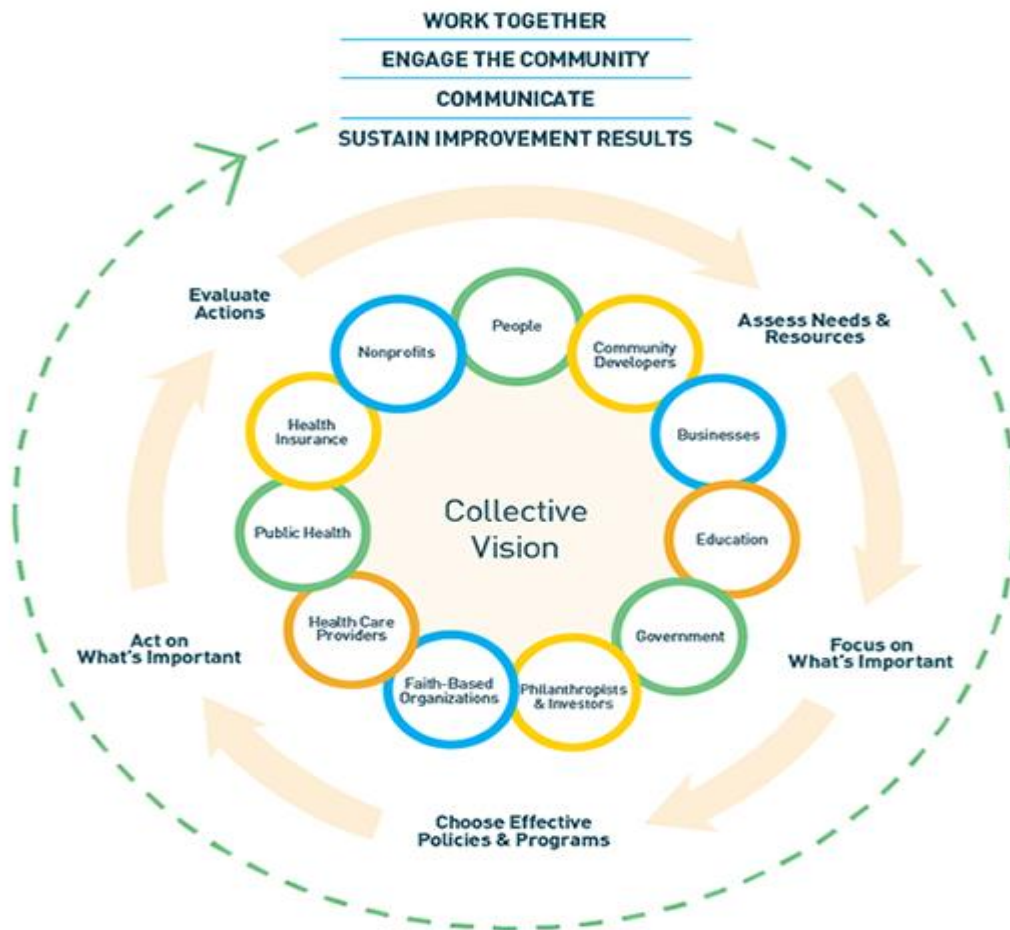 WORK TOGETHER
ENGAGE THE COMMUNITY
COMMUNICATE
SUSTAIN IMPROVEMENT RESULTS
Evaluate
Actions
Assess Needs &
Resources
Focus on
What's Important
Choose Effective
Policies & Programs
Act on
What's Important
People
Community
Developers
Businesses
Education
Government
Philanthropists
& Investors
Faith-Based
Organizations
Health Care
Providers
Public Health
Health
Insurance
Nonprofits
Collective
Vision